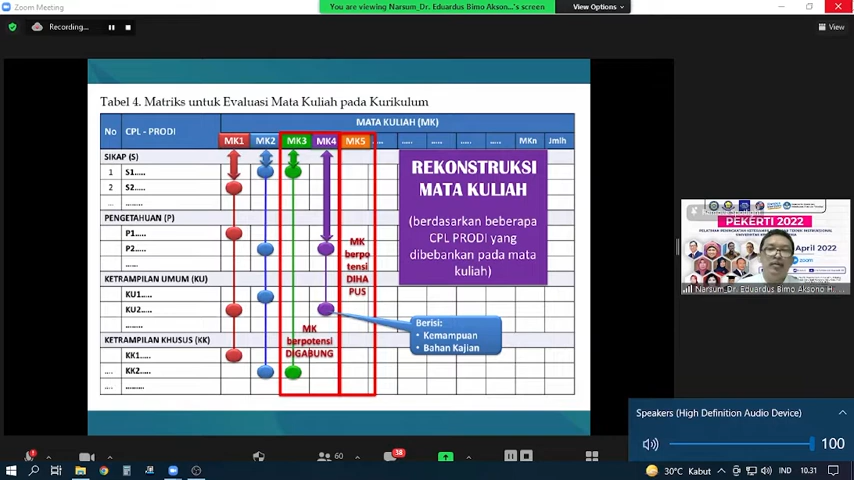 Zoom Meeting
You are viewing Narsum_Dr. Eduardus Bimo Akson...'s screen
View Options
Recording...
View
Tabel 4. Matriks untuk Evaluasi Mata Kuliah pada Kurikulum
No
CPL - PRODI
MATA KULIAH (MK)
MK1
MK2
MK3
MK4
MK5
.....
.....
.....
.....
.....
MKn
Jmlh
SIKAP (S)
1
S1.....
2
S2.....
...
........
PENGETAHUAN (P)
P1.....
P2.....
......
KETRAMPILAN UMUM (KU)
KU1.....
KU2.....
........
KETRAMPILAN KHUSUS (KK)
KK1.....
....
KK2.....
....
........
MK
berpo
tensi
DIHA
PUS
MK
berpotensi
DIGABUNG
REKONSTRUKSI
MATA KULIAH
(berdasarkan beberapa
CPL PRODI yang
dibebankan pada mata
kuliah)
Berisi:
• Kemampuan
• Bahan Kajian
PEKERTI 2022
April 2022
zoom
Narsum_Dr. Eduardus Bimo Aksono H...
Speakers (High Definition Audio Device)
100
60
38
30°C Kabut
IND
10.31